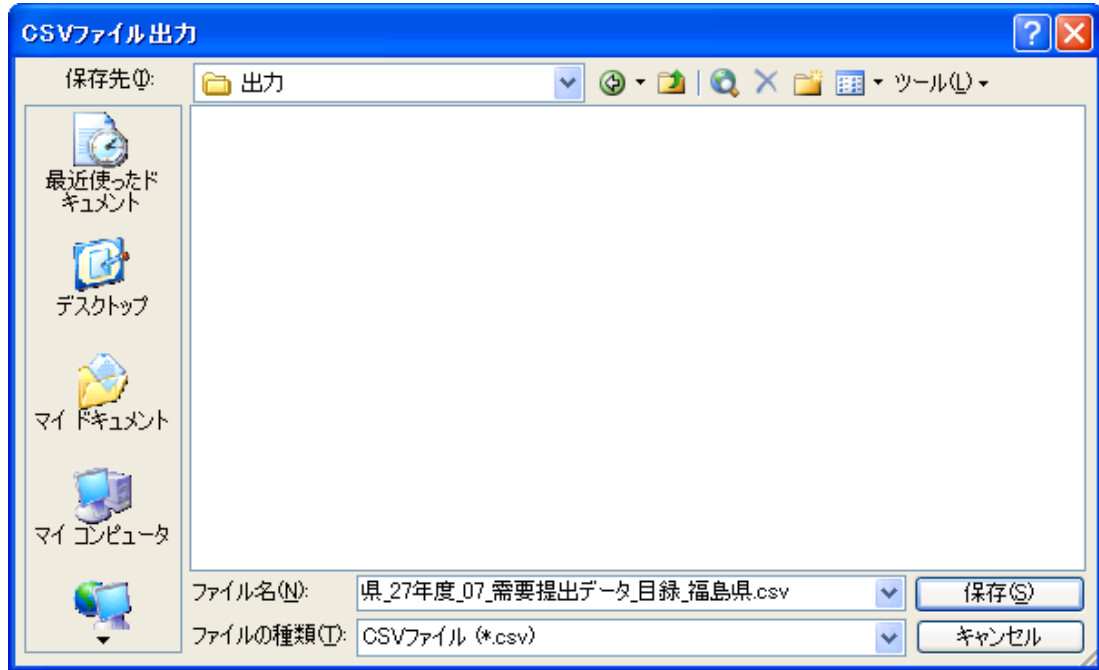 CSVファイル出力
保存先(I):
出力
ツール(L)
最近使ったド
キュメント
デスクトップ
マイ ドキュメント
マイ コンピュータ
ファイル名(N):
県_27年度_07_需要提出データ_目録_福島県.csv
保存(S)
ファイルの種類(T):
CSVファイル (*.csv)
キャンセル